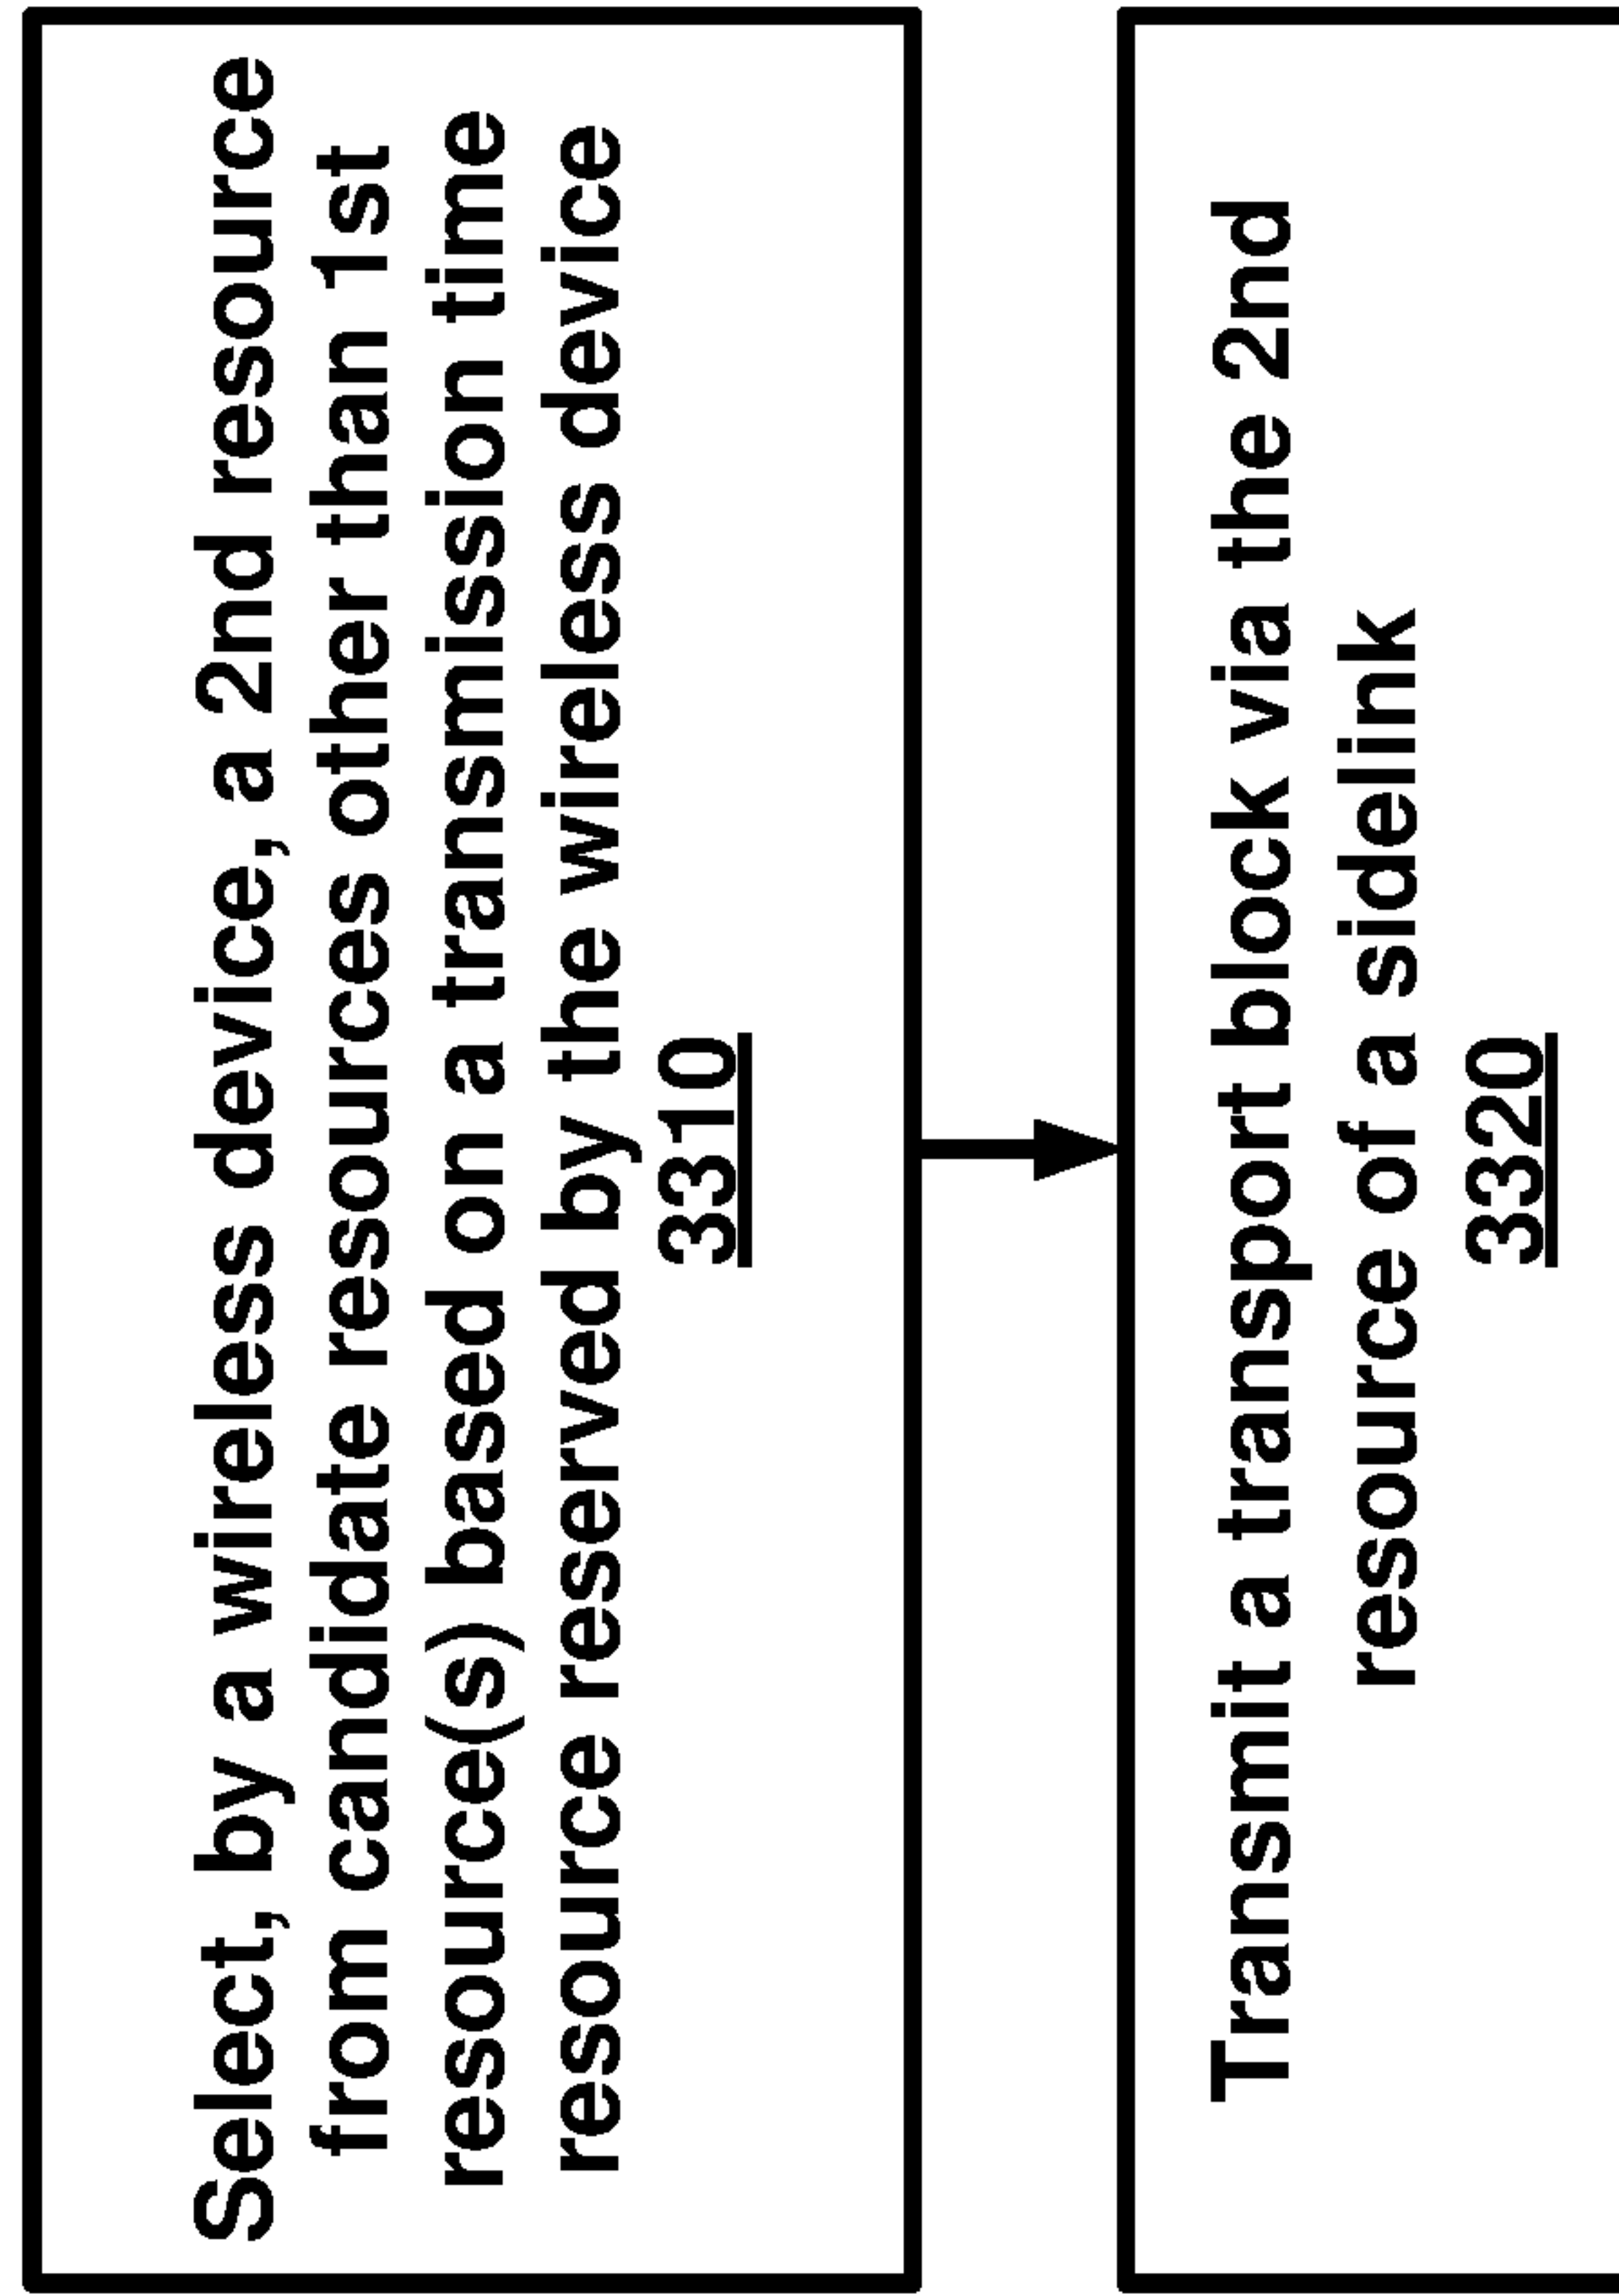 Select, by a wireless device, a 2nd resource
from candidate resources other than 1st
resource(s) based on a transmission time
resource reserved by the wireless device
3310
Transmit a transport block via the 2nd
resource of a sidelink
3320